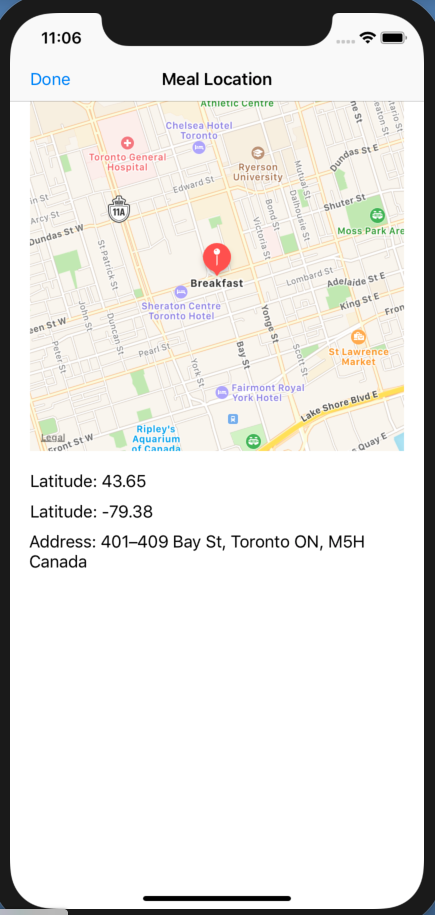 11:06
Done
Meal Location
Athletic Centre
Chelsea Hotel
Toronto
Toronto General
Hospital
Ryerson
University
Dundas St E
Mutual St
Dalhousie St
Edward St
Bond St
Victoria St
Shuter St
11A
Arcy St
Dundas St W
Moss Park Are
St Patrick St
Breakfast
Lombard St
Adelaide St E
King St E
Sheraton Centre
Toronto Hotel
John St
Duncan St
een St W
Peter St
Pearl St
York St
Bay St
Yonge St
Scott St
St Lawrence
Market
Fairmont Royal
York Hotel
Lake Shore Blvd E
Legal
Front St W
Ripley's
Aquarium
of Canada
s Quay E
Latitude: 43.65
Latitude: -79.38
Address: 401–409 Bay St, Toronto ON, M5H
Canada